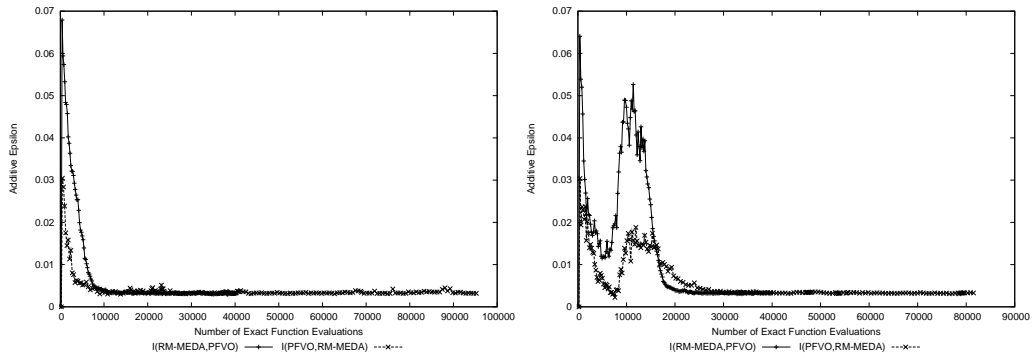 0.07
0.06
0.05
0.04
0.03
0.02
0.01
0
Additive Epsilon
0 10000 20000 30000 40000 50000 60000 70000 80000 90000 100000
Number of Exact Function Evaluations
I(RM-MEDA,PFVO) I(PFVO,RM-MEDA)
0.07
0.06
0.05
0.04
0.03
0.02
0.01
0
Additive Epsilon
0 10000 20000 30000 40000 50000 60000 70000 80000 90000
Number of Exact Function Evaluations
I(RM-MEDA,PFVO) I(PFVO,RM-MEDA)